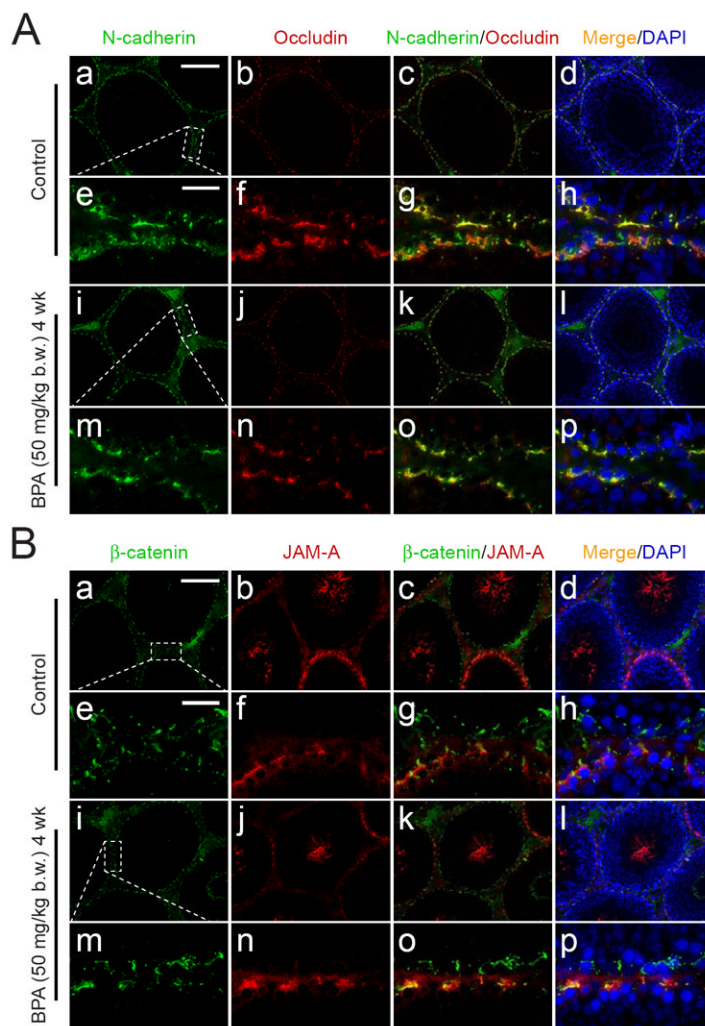 A
N-cadherin Occludin N-cadherin/Occludin Merge/DAPI
a b c d
Control
e f g h
i j k l
BPA (50 mg/kg b.w.) 4 wk
m n o p
B
β-catenin JAM-A β-catenin/JAM-A Merge/DAPI
a b c d
Control
e f g h
i j k l
BPA (50 mg/kg b.w.) 4 wk
m n o p